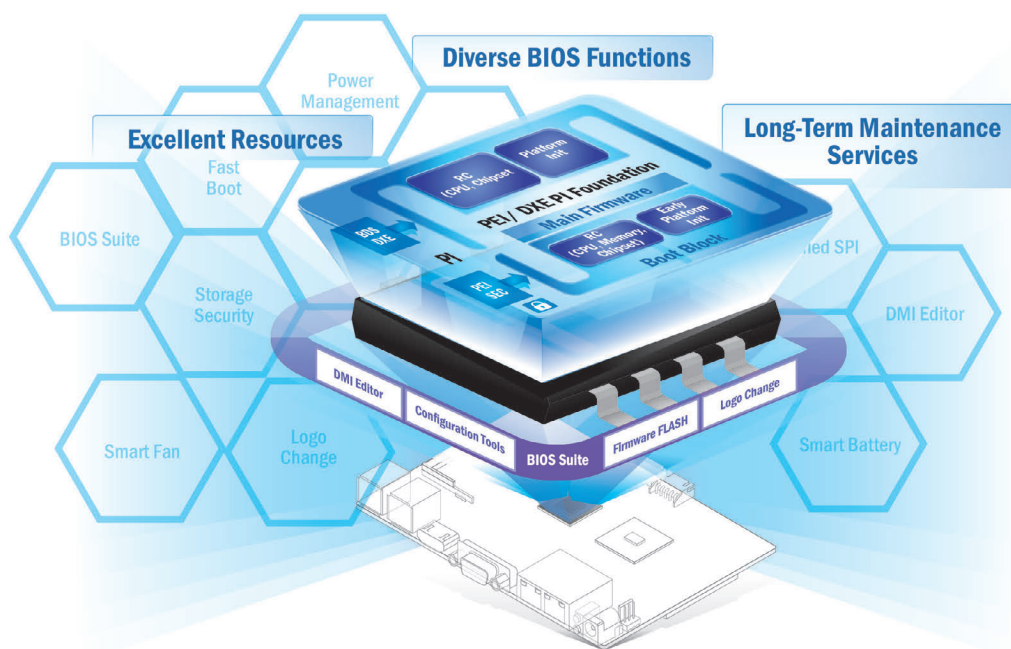 Diverse BIOS Functions
Power
Management
Excellent Resources
Long-Term Maintenance
Services
Fast
Boot
BIOS Suite
Storage
Security
Smart Fan
Logo
Change
SPI
DMI Editor
Smart Battery
RC
(CPU, Chipset
Platform
Init
PEI/ DXE PI Foundation
Main Firmware
BDS
DXE
PI
RC
(CPU, Memory,
Chipset)
Early
Platform
Init
Boot Block
PEI
SEC
DMI Editor
Configuration Tools
BIOS Suite
Firmware FLASH
Logo Change